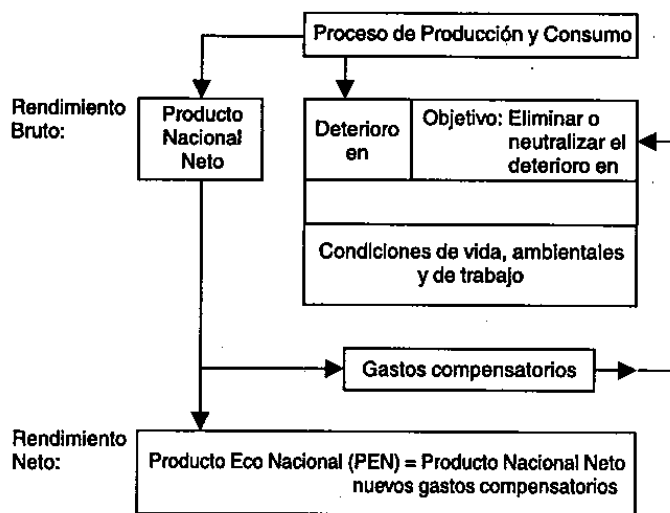 Proceso de Producción y Consumo
Rendimiento
Bruto:
Producto
Nacional
Neto
Deterioro
en
Objetivo: Eliminar o
neutralizar el
deterioro en
Condiciones de vida, ambientales
y de trabajo
Gastos compensatorios
Rendimiento
Neto:
Producto Eco Nacional (PEN) = Producto Nacional Neto
nuevos gastos compensatorios